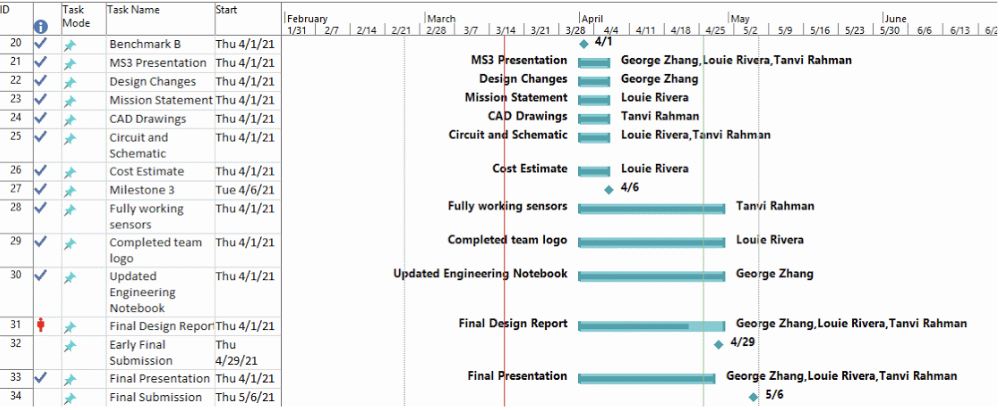 ID Task Mode Task Name Start
February March April May June
1/31 2/7 2/14 2/21 2/28 3/7 3/14 3/21 3/28 4/4 4/11 4/18 4/25 5/2 5/9 5/16 5/23 5/30 6/6 6/13 6/2
20 Benchmark B Thu 4/1/21 4/1
21 MS3 Presentation Thu 4/1/21 MS3 Presentation George Zhang,Louie Rivera,Tanvi Rahman
22 Design Changes Thu 4/1/21 Design Changes George Zhang
23 Mission Statement Thu 4/1/21 Mission Statement Louie Rivera
24 CAD Drawings Thu 4/1/21 CAD Drawings Tanvi Rahman
25 Circuit and Thu 4/1/21 Circuit and Schematic Louie Rivera,Tanvi Rahman
Schematic
26 Cost Estimate Thu 4/1/21 Cost Estimate Louie Rivera
27 Milestone 3 Tue 4/6/21 4/6
28 Fully working Thu 4/1/21 Fully working sensors Tanvi Rahman
sensors
29 Completed team Thu 4/1/21 Completed team logo Louie Rivera
logo
30 Updated Thu 4/1/21 Updated Engineering Notebook George Zhang
Engineering
Notebook
31 Final Design Report Thu 4/1/21 Final Design Report George Zhang,Louie Rivera,Tanvi Rahman
32 Early Final Thu 4/29
Submission 4/29/21
33 Final Presentation Thu 4/1/21 Final Presentation George Zhang,Louie Rivera,Tanvi Rahman
34 Final Submission Thu 5/6/21 5/6